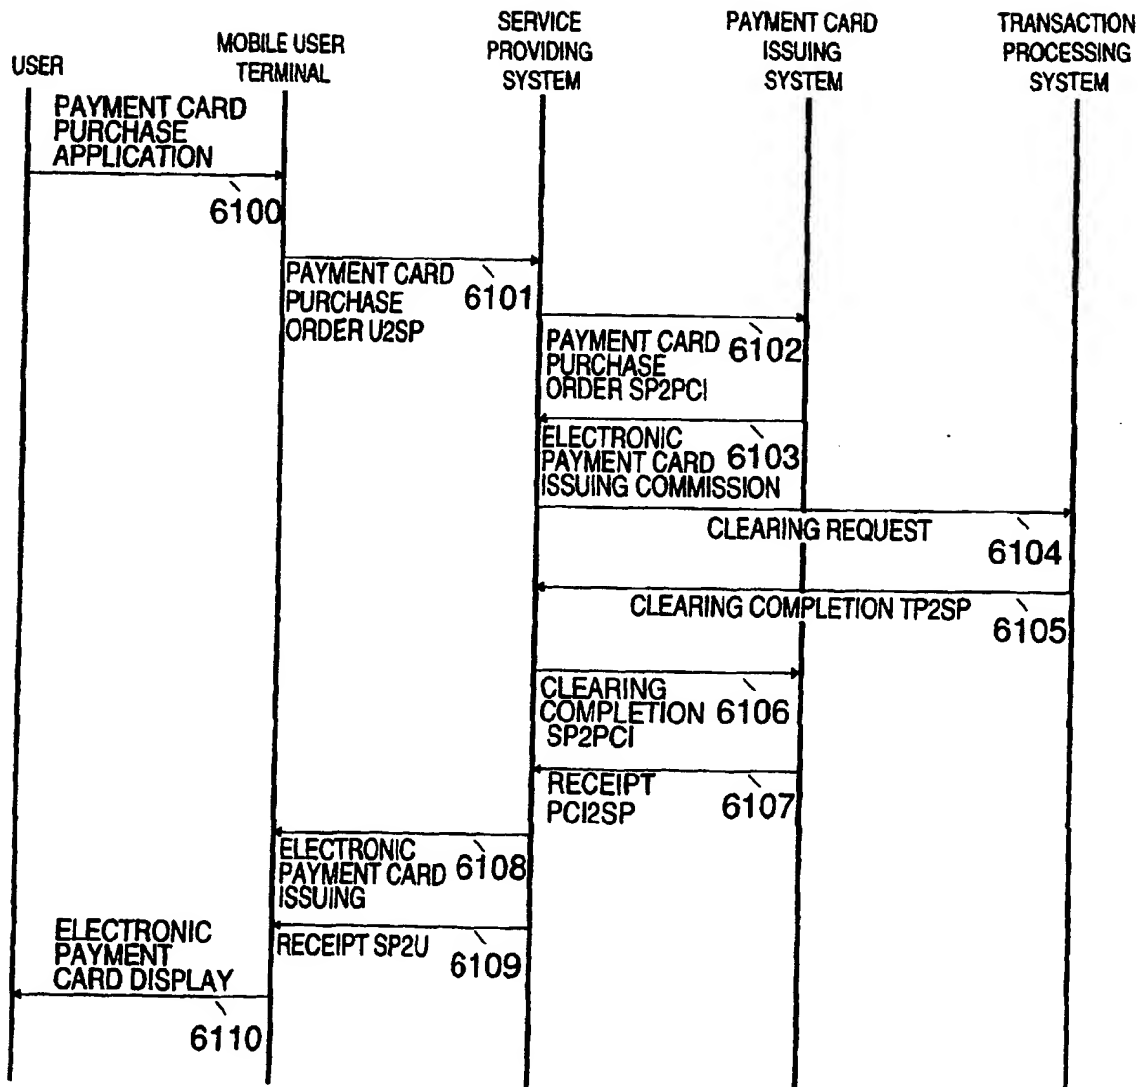 USER
MOBILE USER
TERMINAL
SERVICE
PROVIDING
SYSTEM
PAYMENT CARD
ISSUING
SYSTEM
TRANSACTION
PROCESSING
SYSTEM
PAYMENT CARD
PURCHASE
APPLICATION
6100
PAYMENT CARD
PURCHASE
ORDER U2SP
6101
PAYMENT CARD
PURCHASE
ORDER SP2PCI
6102
ELECTRONIC
PAYMENT CARD
ISSUING COMMISSION
6103
CLEARING REQUEST
6104
CLEARING COMPLETION TP2SP
6105
CLEARING
COMPLETION
SP2PCI
6106
RECEIPT
PCI2SP
6107
ELECTRONIC
PAYMENT CARD
ISSUING
6108
RECEIPT SP2U
6109
ELECTRONIC
PAYMENT
CARD DISPLAY
6110